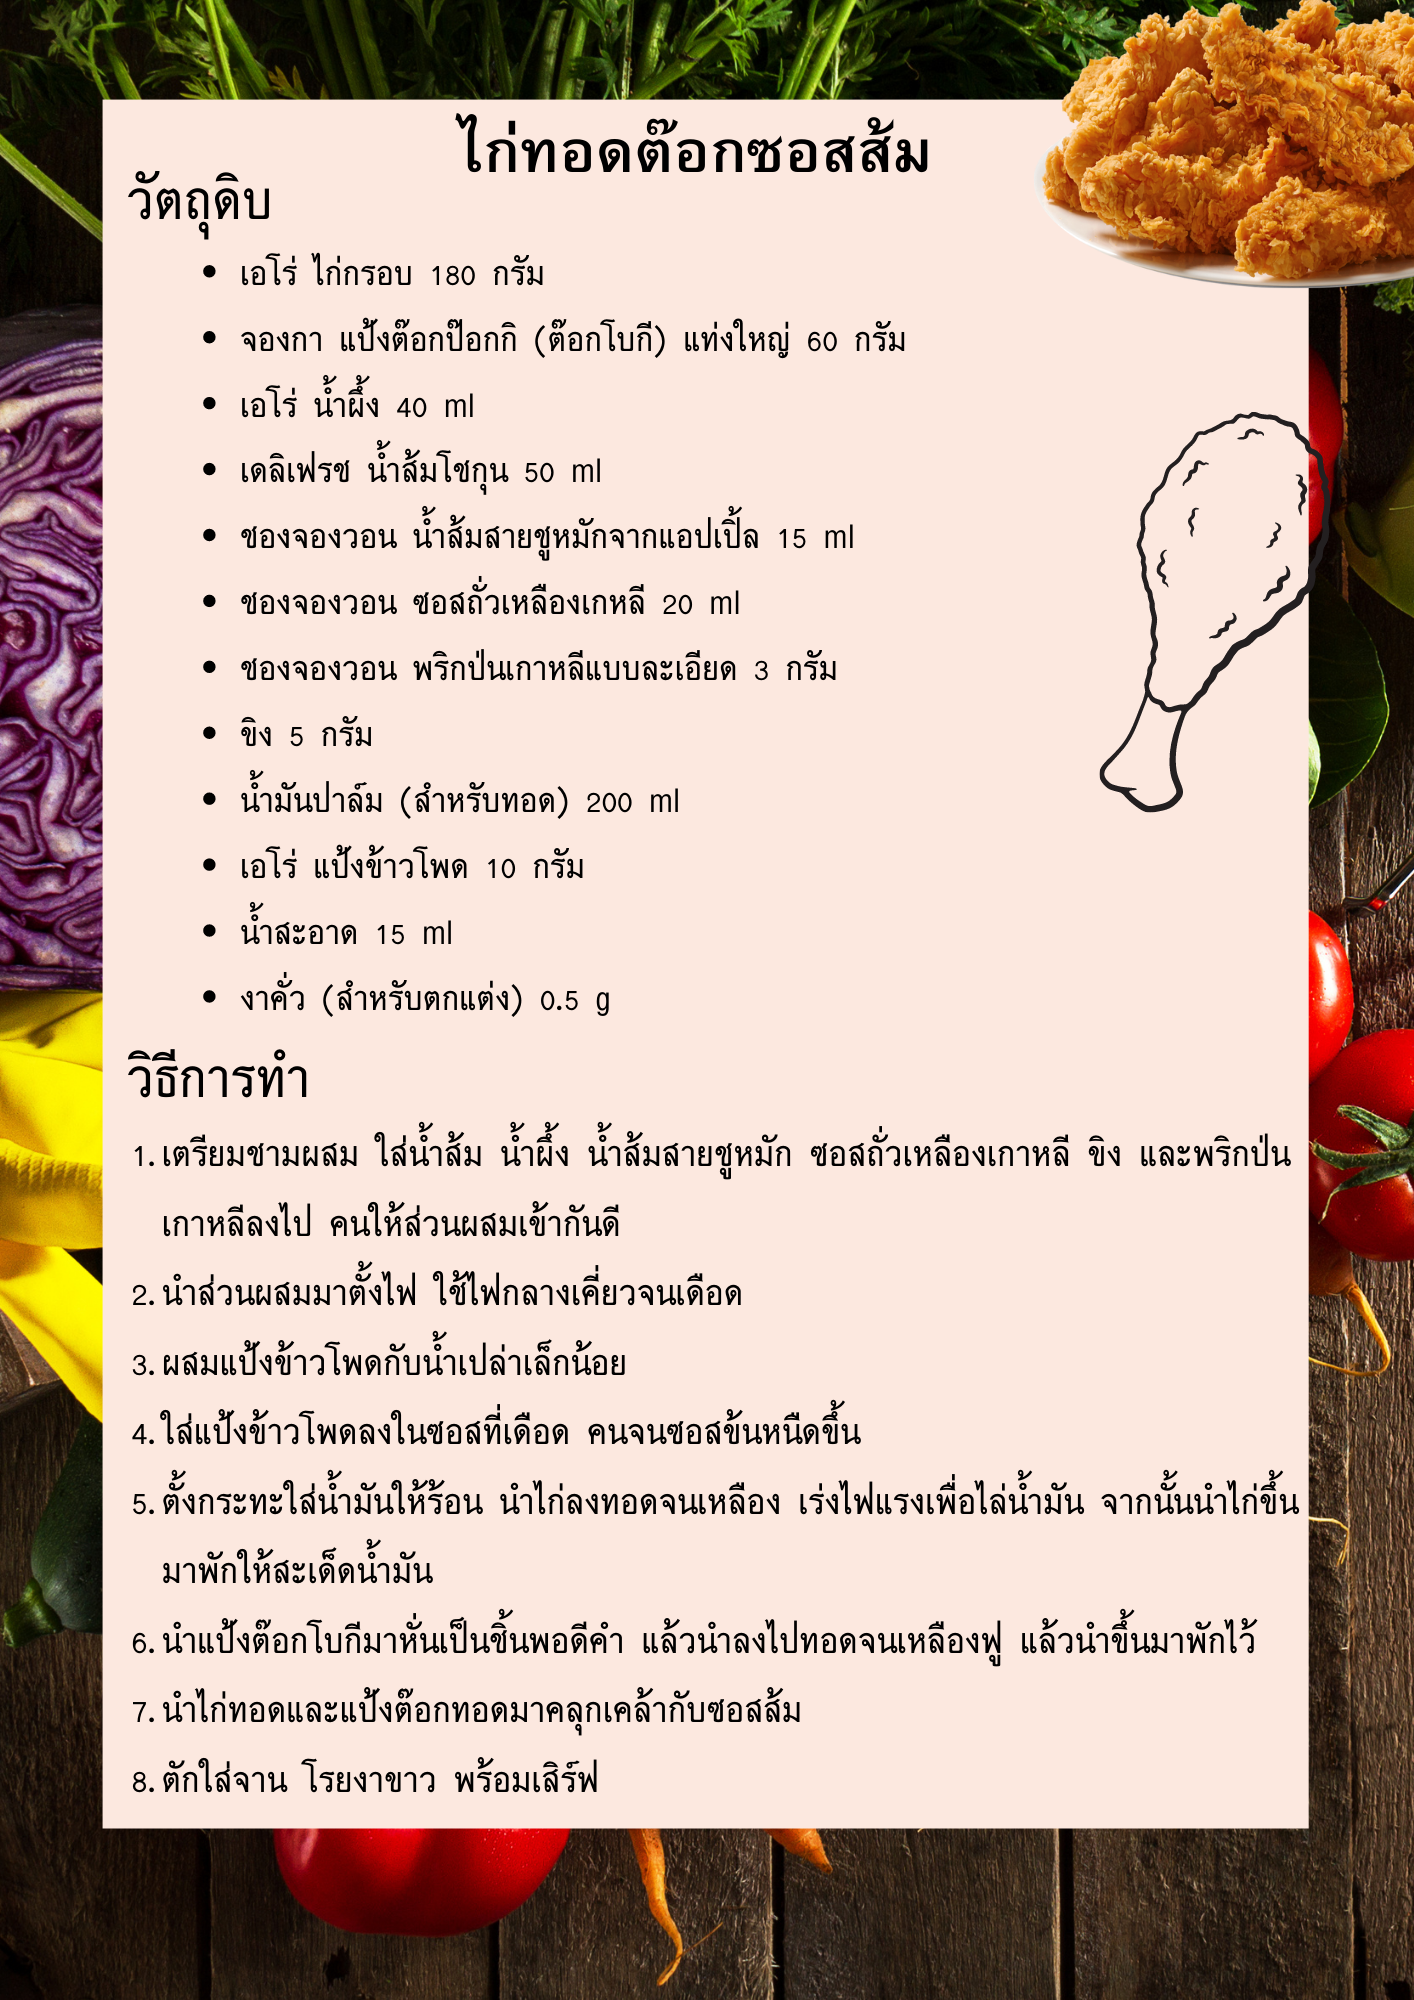 ไก่ทอดต๊อกซอสส้ม
วัตถุดิบ
• เอโร่ ไก่กรอบ 180 กรัม
• จองกา แป้งต๊อกป๊อกกิ (ต๊อกโบกี) แท่งใหญ่ 60 กรัม
• เอโร่ น้ำผึ้ง 40 ml
• เดลิเฟรช น้ำส้มโชกุน 50 ml
• ชองจองวอน น้ำส้มสายชูหมักจากแอปเปิ้ล 15 ml
• ชองจองวอน ซอสถั่วเหลืองเกหลี 20 ml
• ชองจองวอน พริกป่นเกาหลีแบบละเอียด 3 กรัม
• ขิง 5 กรัม
• น้ำมันปาล์ม (สำหรับทอด) 200 ml
• เอโร่ แป้งข้าวโพด 10 กรัม
• น้ำสะอาด 15 ml
• งาคั่ว (สำหรับตกแต่ง) 0.5 g
วิธีการทำ
1. เตรียมชามผสม ใส่น้ำส้ม น้ำผึ้ง น้ำส้มสายชูหมัก ซอสถั่วเหลืองเกาหลี ขิง และพริกป่น
เกาหลีลงไป คนให้ส่วนผสมเข้ากันดี
2. นำส่วนผสมมาตั้งไฟ ใช้ไฟกลางเคี่ยวจนเดือด
3. ผสมแป้งข้าวโพดกับน้ำเปล่าเล็กน้อย
4. ใส่แป้งข้าวโพดลงในซอสที่เดือด คนจนซอสข้นหนืดขึ้น
5. ตั้งกระทะใส่น้ำมันให้ร้อน นำไก่ลงทอดจนเหลือง เร่งไฟแรงเพื่อไล่น้ำมัน จากนั้นนำไก่ขึ้น
มาพักให้สะเด็ดน้ำมัน
6. นำแป้งต๊อกโบกีมาหั่นเป็นชิ้นพอดีคำ แล้วนำลงไปทอดจนเหลืองฟู แล้วนำขึ้นมาพักไว้
7. นำไก่ทอดและแป้งต๊อกทอดมาคลุกเคล้ากับซอสส้ม
8. ตักใส่จาน โรยงาขาว พร้อมเสิร์ฟ